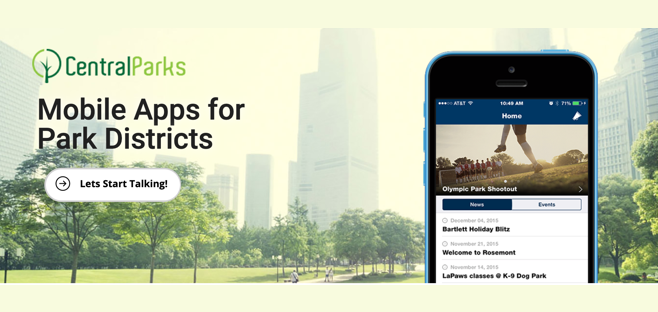 CentralParks
Mobile Apps for
Park Districts
Lets Start Talking!
AT&T 10:49 AM 71%
Home
Olympic Park Shootout
News Events
December 04, 2015
Bartlett Holiday Blitz
November 21, 2015
Welcome to Rosemont
November 14, 2015
LaPaws classes @ K-9 Dog Park